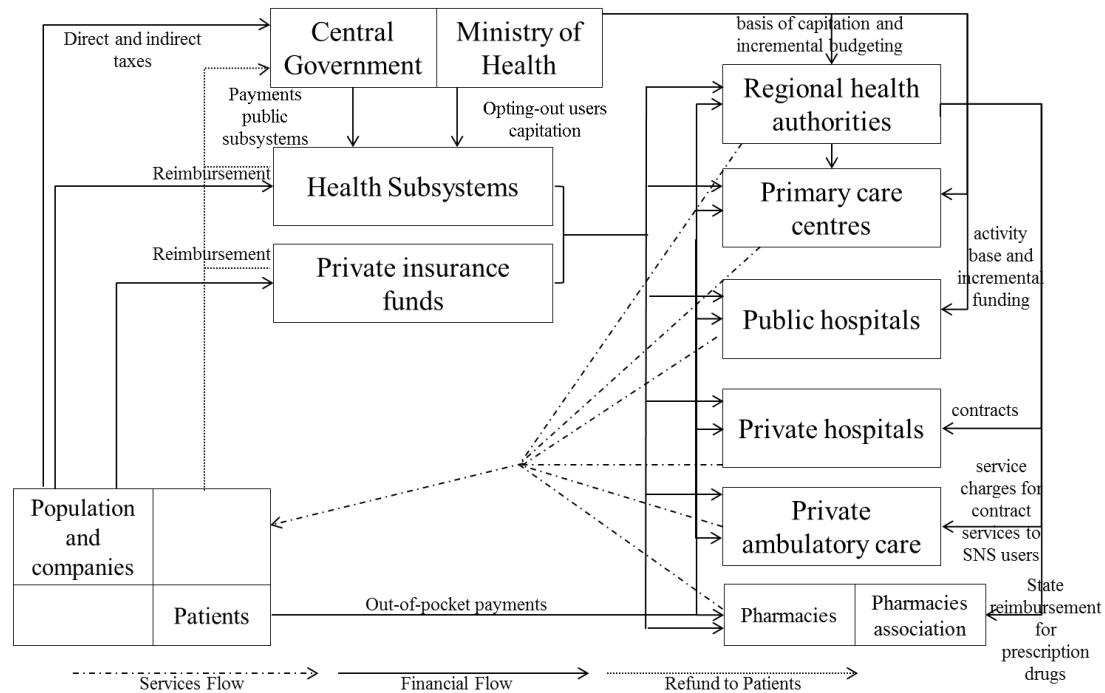 Direct and indirect
taxes
Central
Government
Ministry of
Health
basis of capitation and
incremental budgeting
Payments
public
subsystems
Opting-out users
capitation
Regional health
authorities
Reimbursement
Health Subsystems
Primary care
centres
Reimbursement
Private insurance
funds
activity
base and
incremental
funding
Public hospitals
Private hospitals
contracts
Population
and
companies
Private
ambulatory care
service
charges for
contract
services to
SNS users
Patients
Out-of-pocket payments
Pharmacies
Pharmacies
association
State
reimbursement
for
prescription
drugs
Services Flow
Financial Flow
Refund to Patients